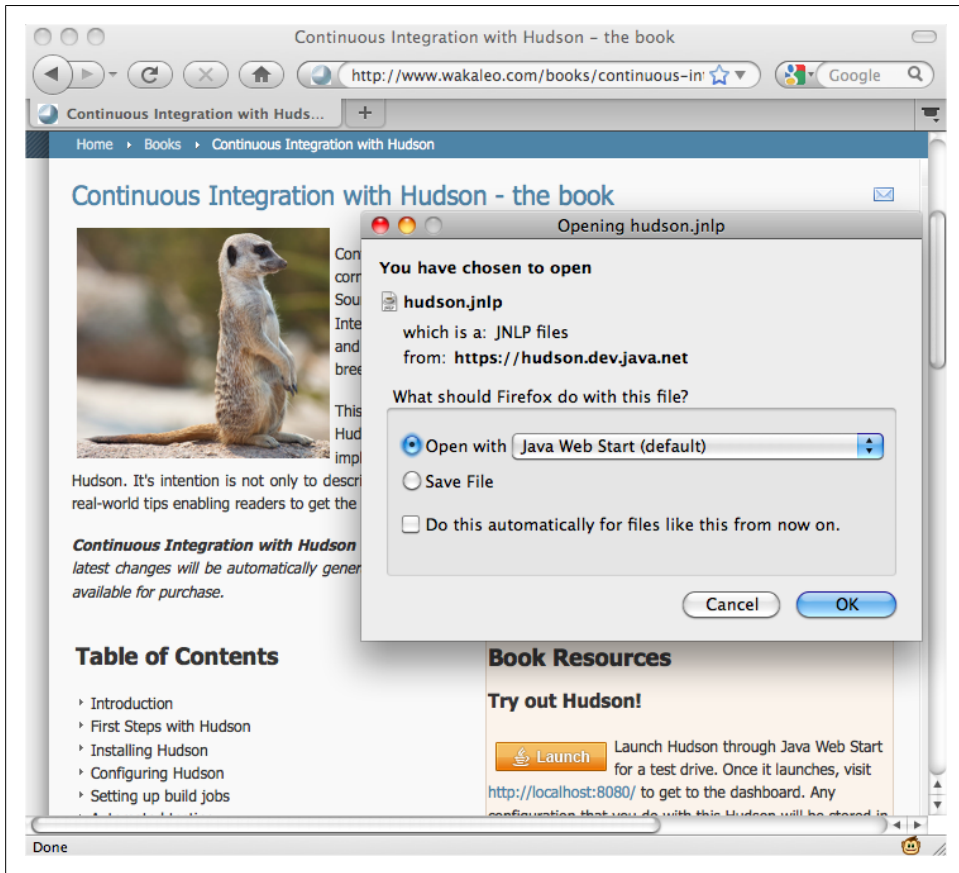 Continuous Integration with Hudson – the book
http://www.wakaleo.com/books/continuous-in
Google
Continuous Integration with Huds...
+
Home › Books › Continuous Integration with Hudson
Continuous Integration with Hudson - the book
Opening hudson.jnlp
You have chosen to open
hudson.jnlp
which is a: JNLP files
from: https://hudson.dev.java.net
What should Firefox do with this file?
Open with Java Web Start (default)
Save File
Do this automatically for files like this from now on.
Cancel OK
Con
corr
Sou
Inte
and
bree
This
Hud
impl
Hudson. It's intention is not only to descri
real-world tips enabling readers to get the
Continuous Integration with Hudson
latest changes will be automatically gener
available for purchase.
Table of Contents
Introduction
First Steps with Hudson
Installing Hudson
Configuring Hudson
Setting up build jobs
Book Resources
Try out Hudson!
Launch
Launch Hudson through Java Web Start
for a test drive. Once it launches, visit
http://localhost:8080/ to get to the dashboard. Any
configuration that you do with this Hudson will be stored in
Done